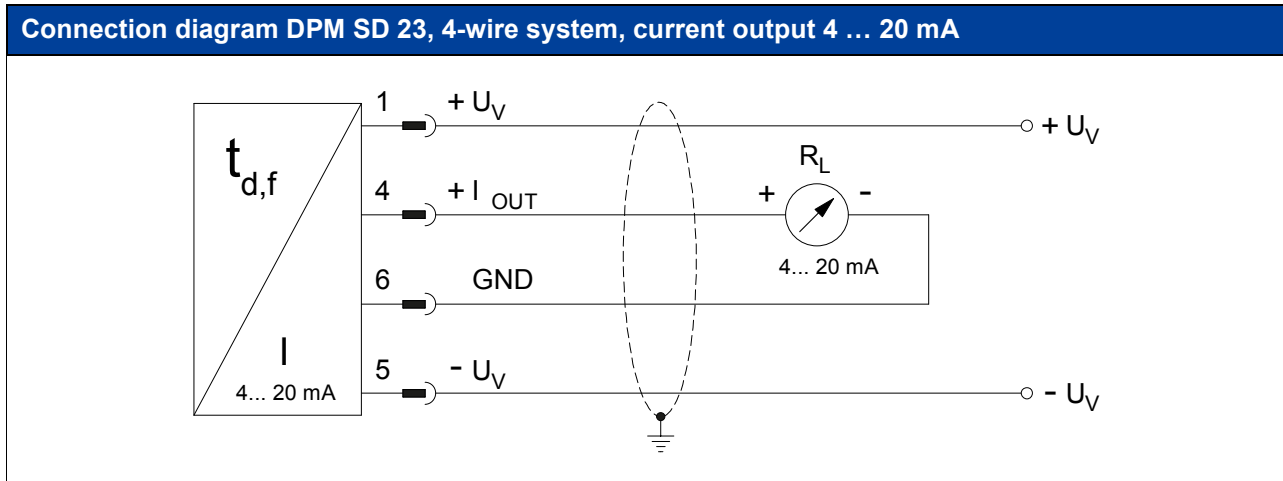 Connection diagram DPM SD 23, 4-wire system, current output 4 … 20 mA
1 + U_V
+ U_V
t_d,f
R_L
4 + I OUT
+ -
4... 20 mA
6 GND
I
4... 20 mA
5 - U_V
- U_V